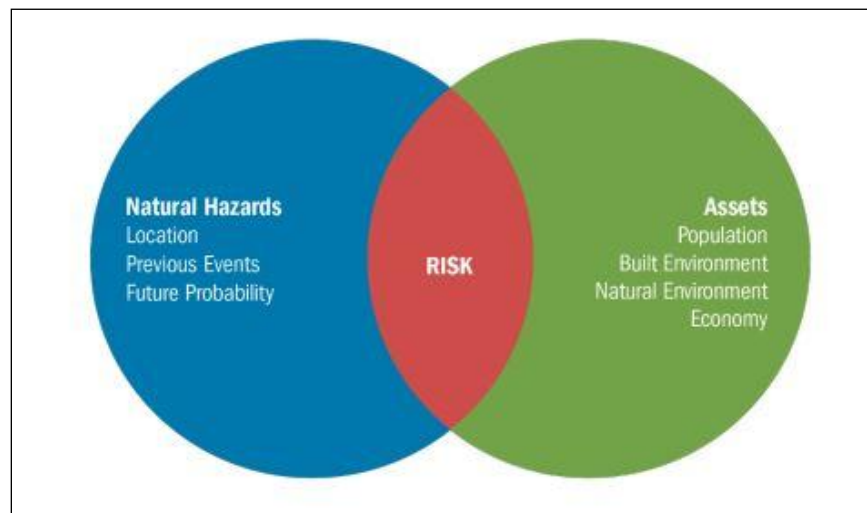 Natural Hazards
Location
Previous Events
Future Probability
RISK
Assets
Population
Built Environment
Natural Environment
Economy